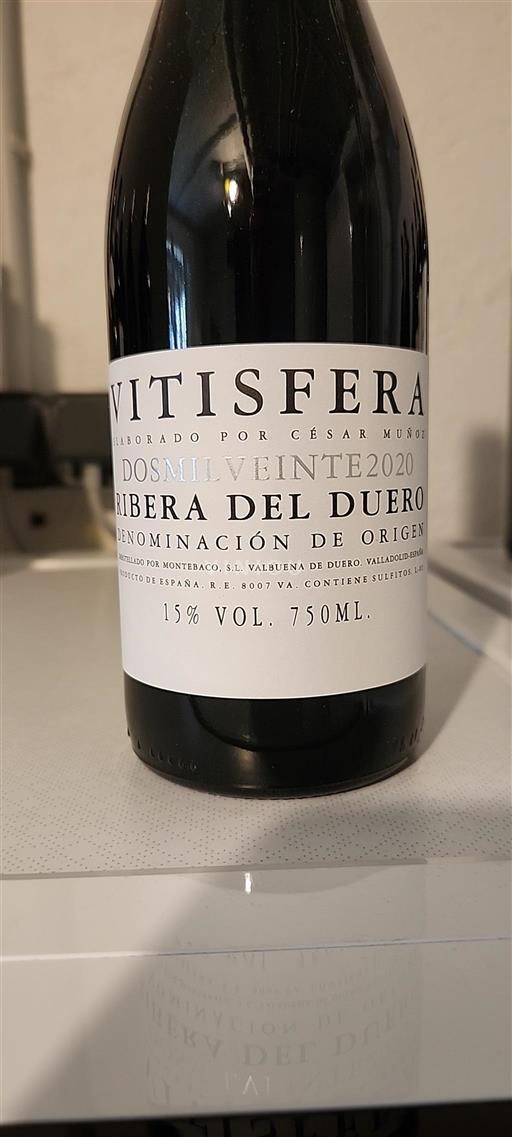 VITISFERA
ELABORADO POR CÉSAR MUÑOZ
DOSMILVEINTE2020
RIBERA DEL DUERO
DENOMINACIÓN DE ORIGEN
EMBOTELLADO POR MONTEBACO, S.L. VALBUENA DE DUERO. VALLADOLID-ESPAÑA
PRODUCTO DE ESPAÑA. R.E. 8007 VA. CONTIENE SULFITOS.
15% VOL. 750ML.